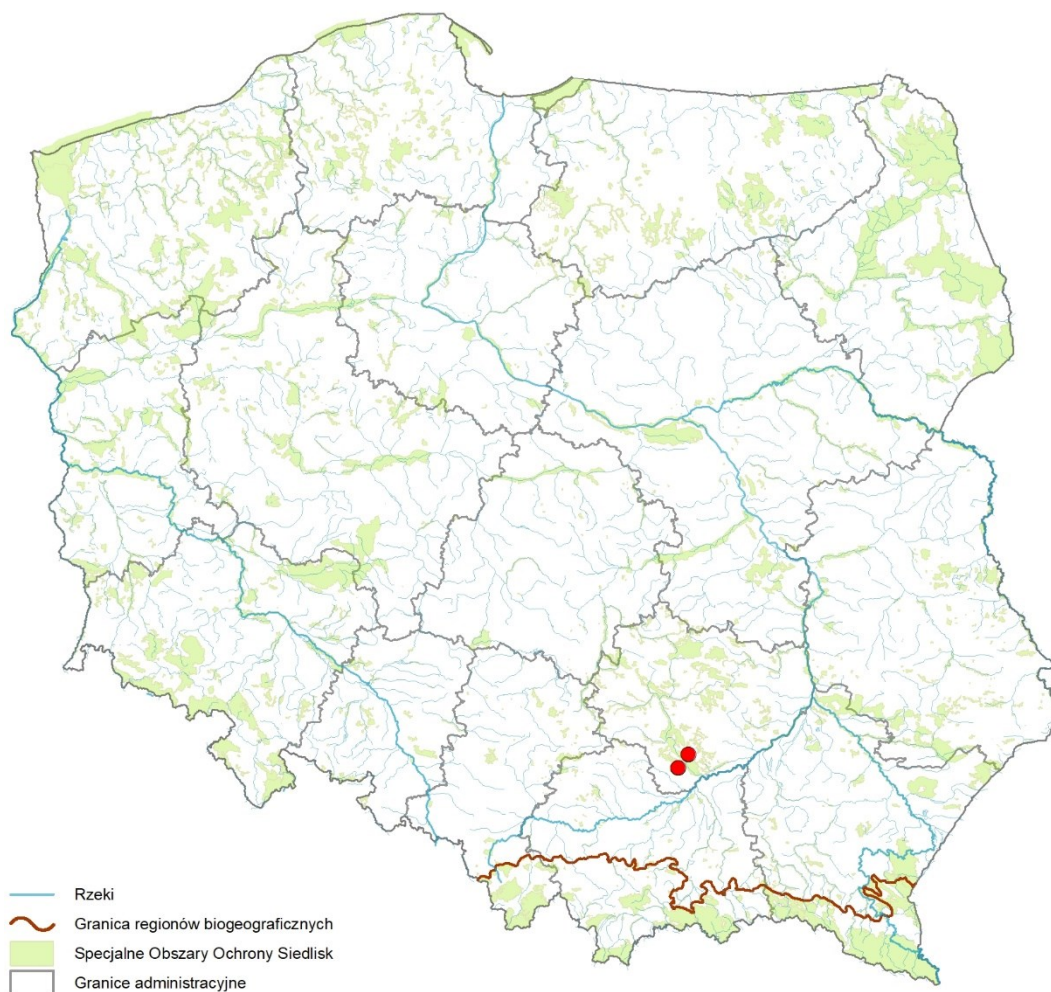 Rzeki
Granica regionów biogeograficznych
Specjalne Obszary Ochrony Siedlisk
Granice administracyjne